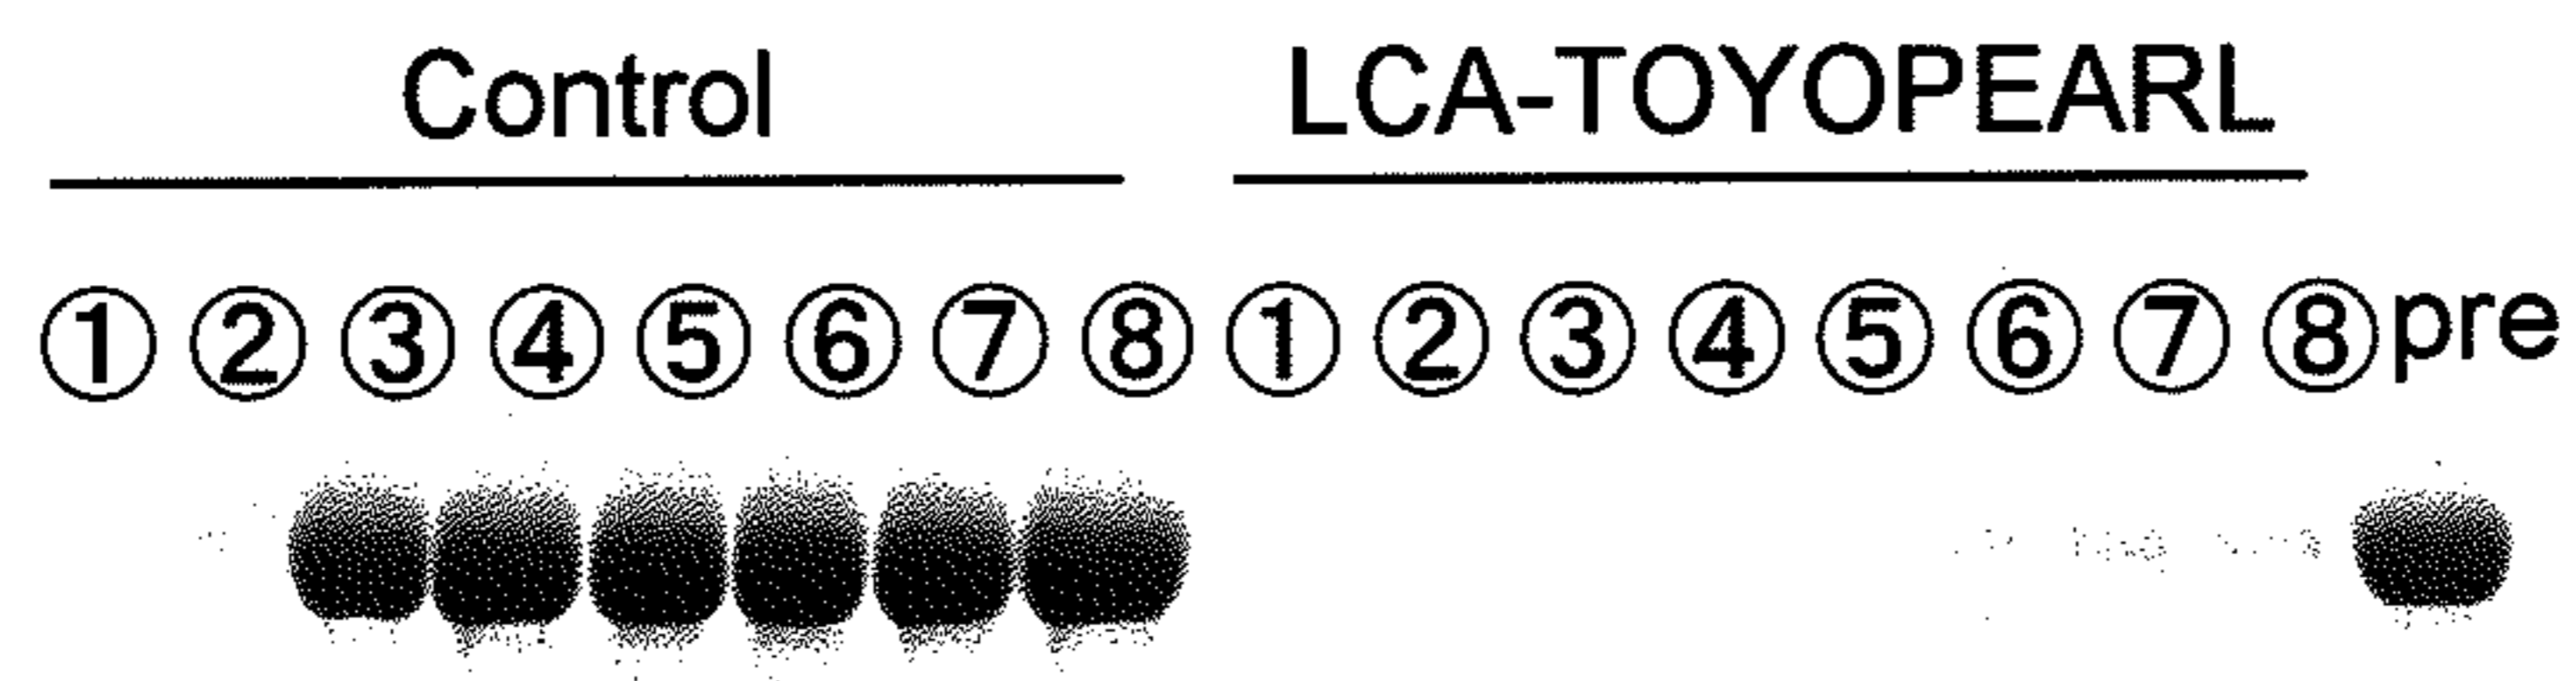 Control LCA-TOYOPEARL
① ② ③ ④ ⑤ ⑥ ⑦ ⑧ ① ② ③ ④ ⑤ ⑥ ⑦ ⑧ pre